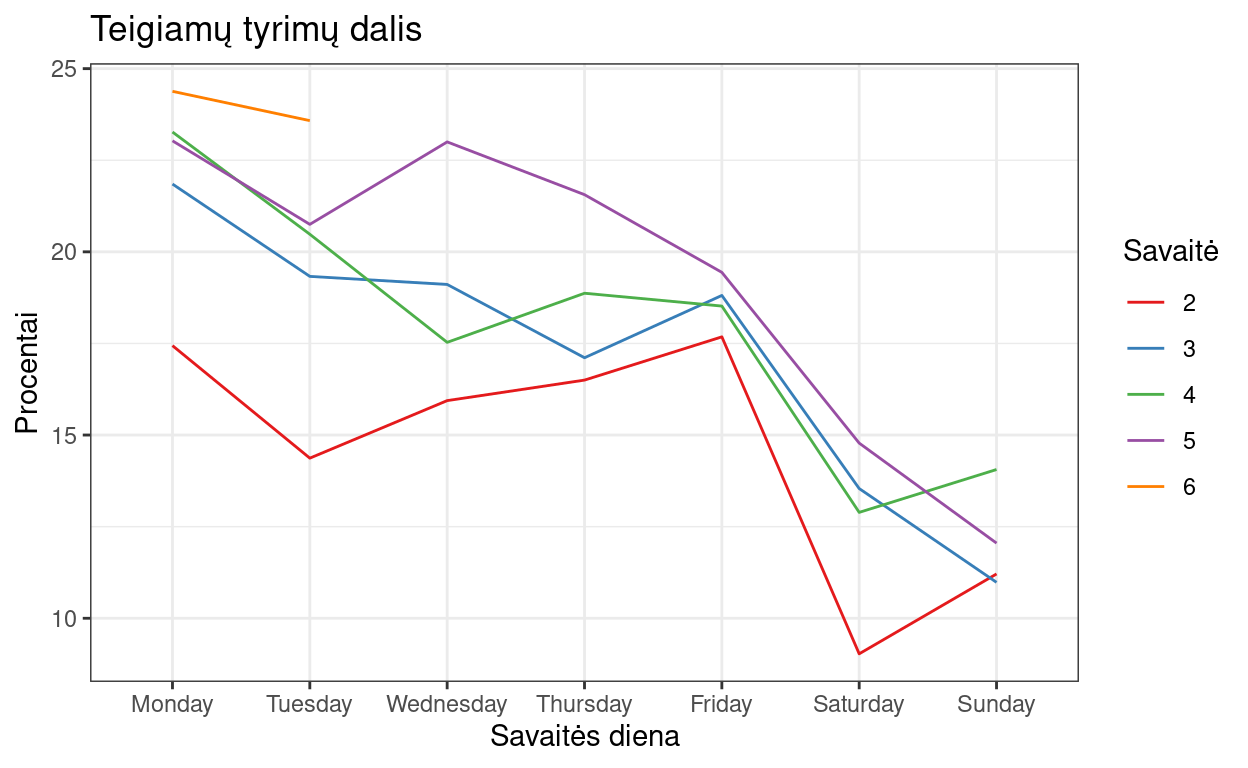 Teigiamų tyrimų dalis
Procentai
25
20
15
10
Monday Tuesday Wednesday Thursday Friday Saturday Sunday
Savaitės diena
Savaitė
2
3
4
5
6